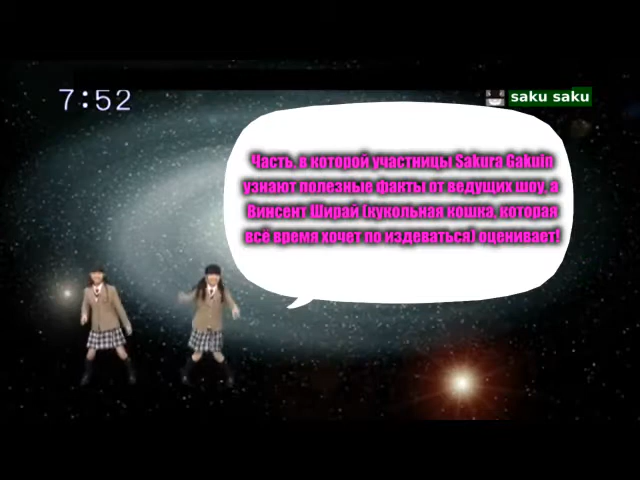 7:52
saku saku
Часть, в которой участницы Sakura Gakuin
узнают полезные факты от ведущих шоу, а
Винсент Ширай (кукольная кошка, которая
всё время хочет по издеваться) оценивает!